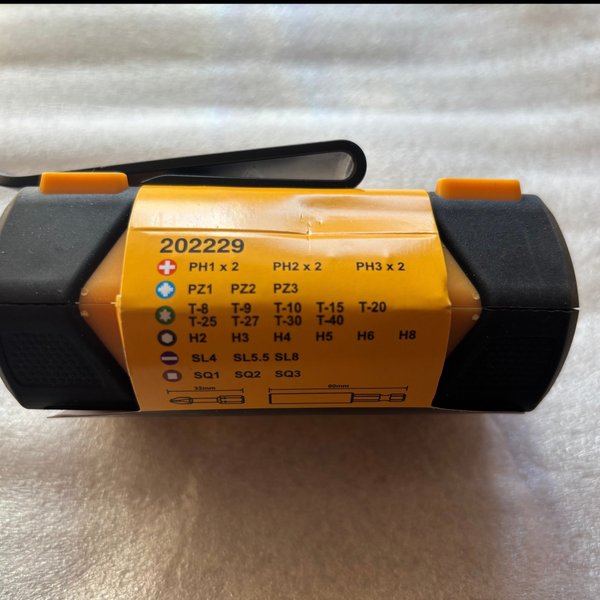 202229
PH1 x 2 PH2 x 2 PH3 x 2
PZ1 PZ2 PZ3
T-8 T-9 T-10 T-15 T-20
T-25 T-27 T-30 T-40
H2 H3 H4 H5 H6 H8
SL4 SL5.5 SL8
SQ1 SQ2 SQ3
33mm 60mm